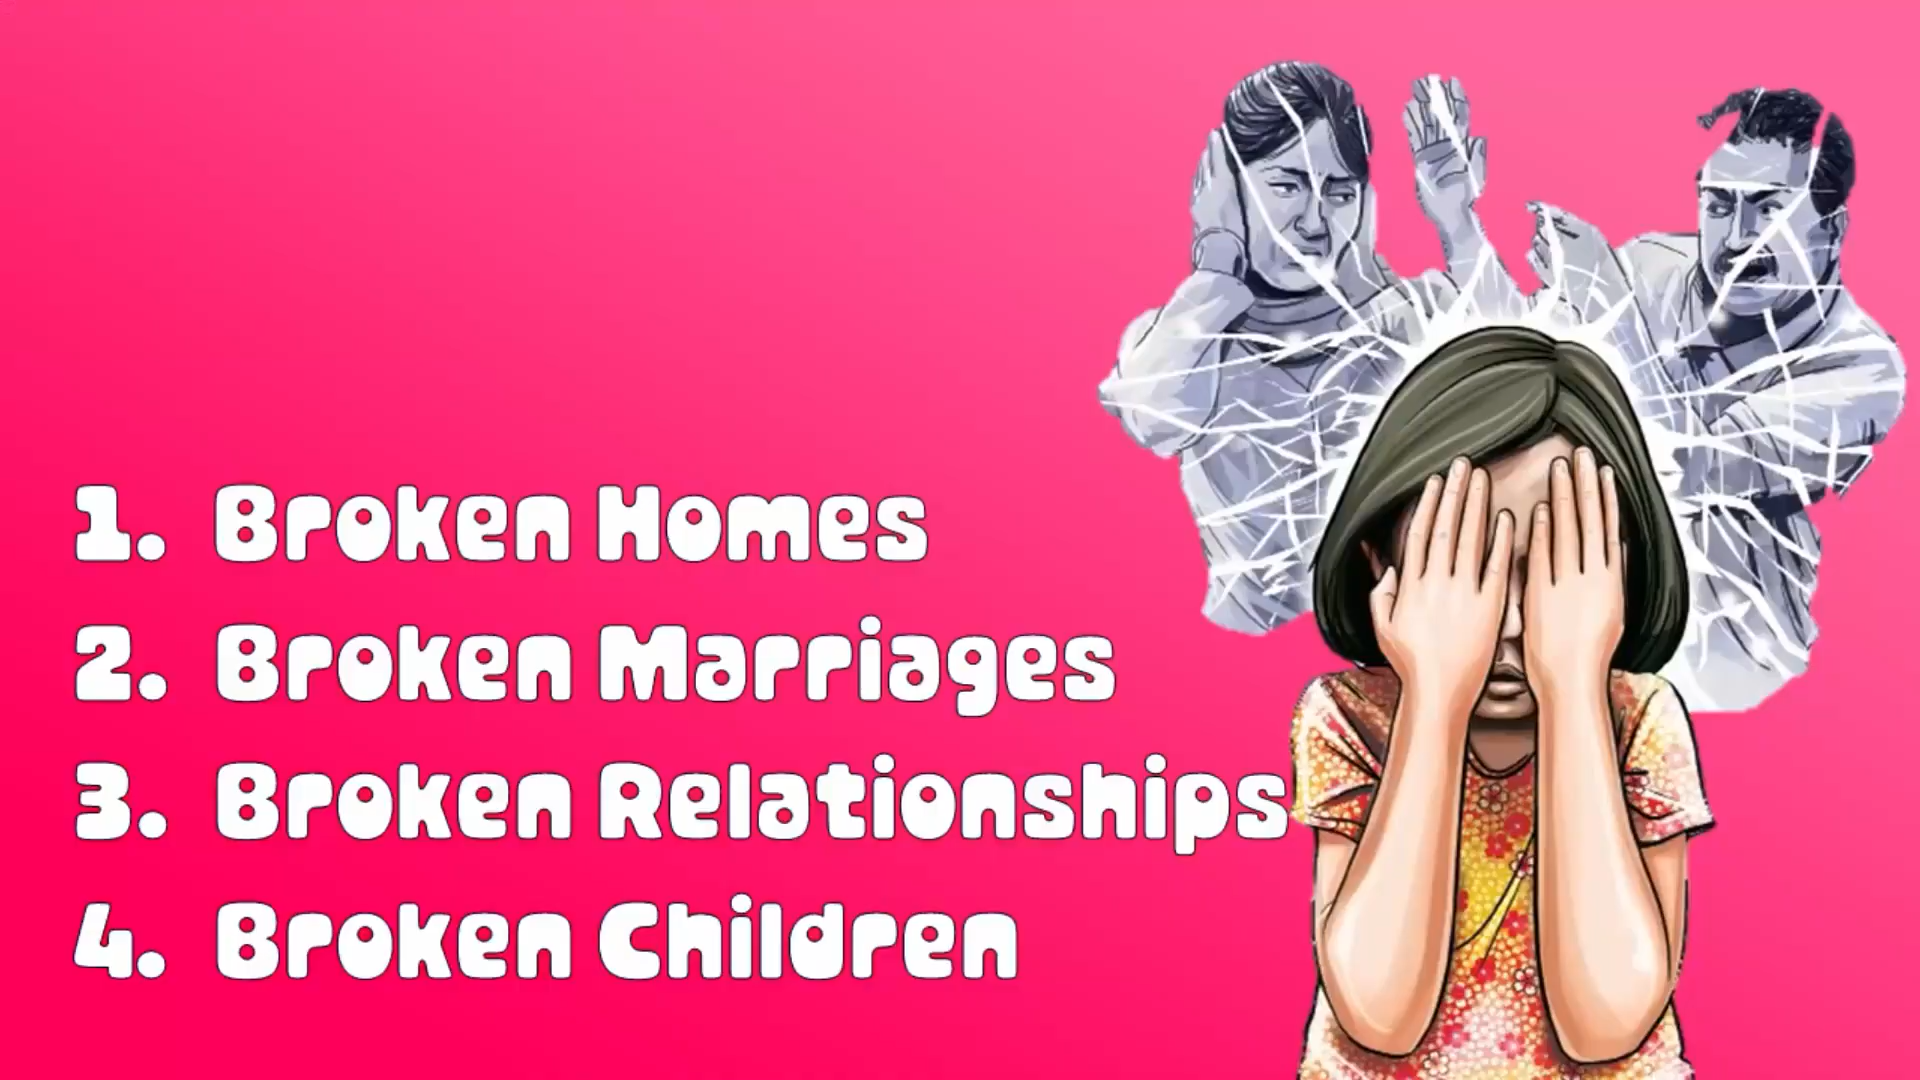 1. Broken Homes
2. Broken Marriages
3. Broken Relationships
4. Broken Children